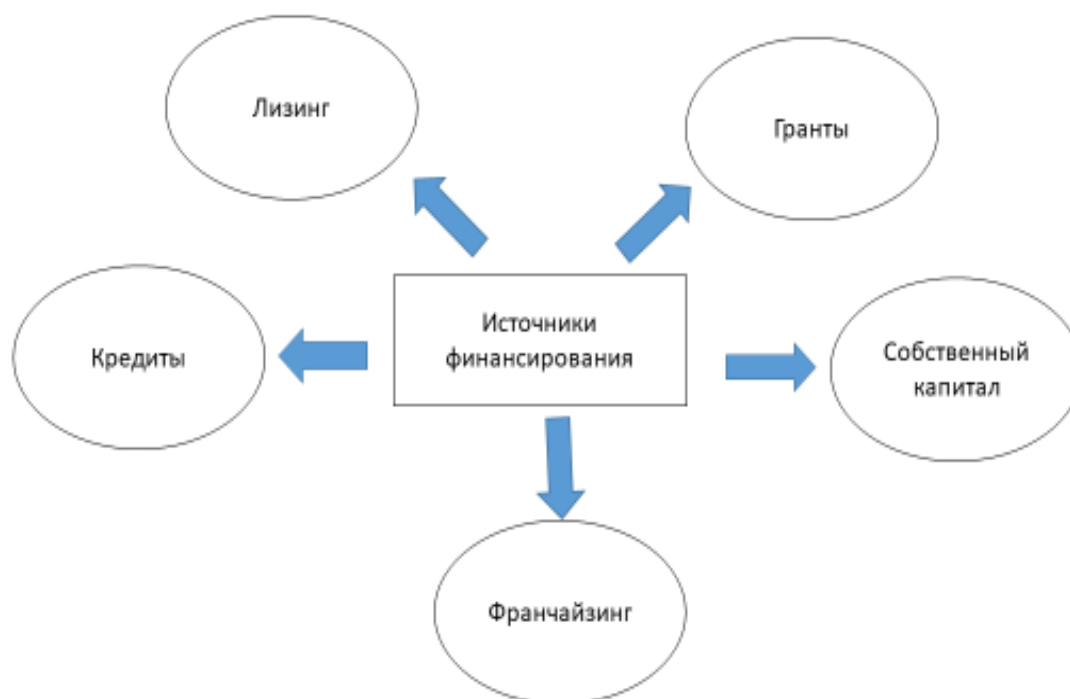 Лизинг
Гранты
Источники
финансирования
Кредиты
Собственный
капитал
Франчайзинг